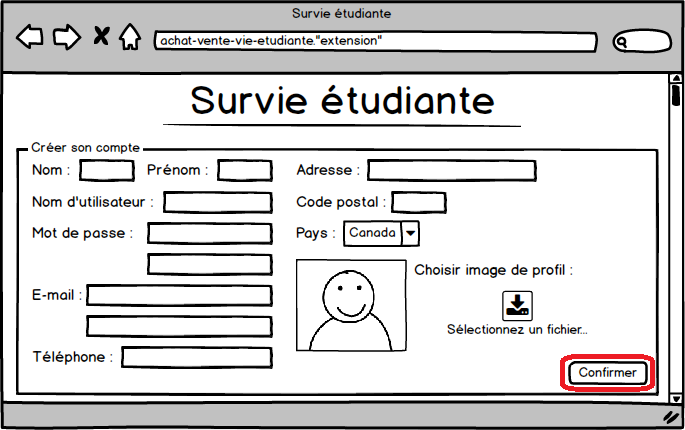 Survie étudiante
achat-vente-vie-etudiante."extension"
Survie étudiante
Créer son compte
Nom :
Prénom :
Adresse :
Nom d'utilisateur :
Code postal :
Mot de passe :
Pays :
Canada
Choisir image de profil :
E-mail :
Sélectionnez un fichier...
Téléphone :
Confirmer